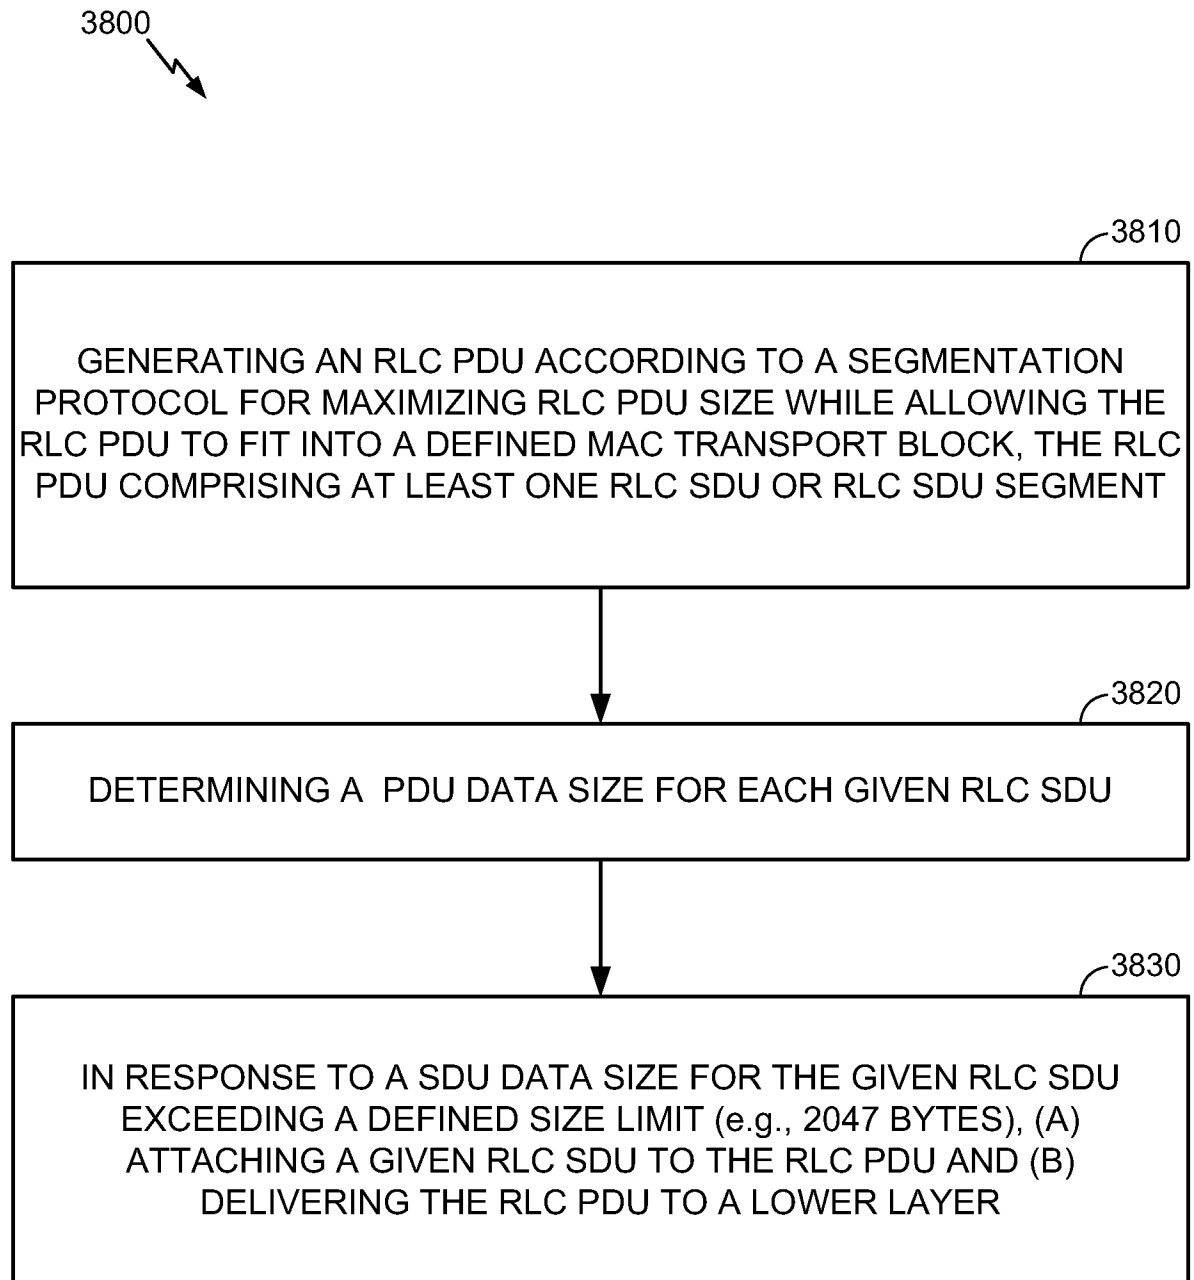 3800
3810
GENERATING AN RLC PDU ACCORDING TO A SEGMENTATION
PROTOCOL FOR MAXIMIZING RLC PDU SIZE WHILE ALLOWING THE
RLC PDU TO FIT INTO A DEFINED MAC TRANSPORT BLOCK, THE RLC
PDU COMPRISING AT LEAST ONE RLC SDU OR RLC SDU SEGMENT
3820
DETERMINING A PDU DATA SIZE FOR EACH GIVEN RLC SDU
3830
IN RESPONSE TO A SDU DATA SIZE FOR THE GIVEN RLC SDU
EXCEEDING A DEFINED SIZE LIMIT (e.g., 2047 BYTES), (A)
ATTACHING A GIVEN RLC SDU TO THE RLC PDU AND (B)
DELIVERING THE RLC PDU TO A LOWER LAYER